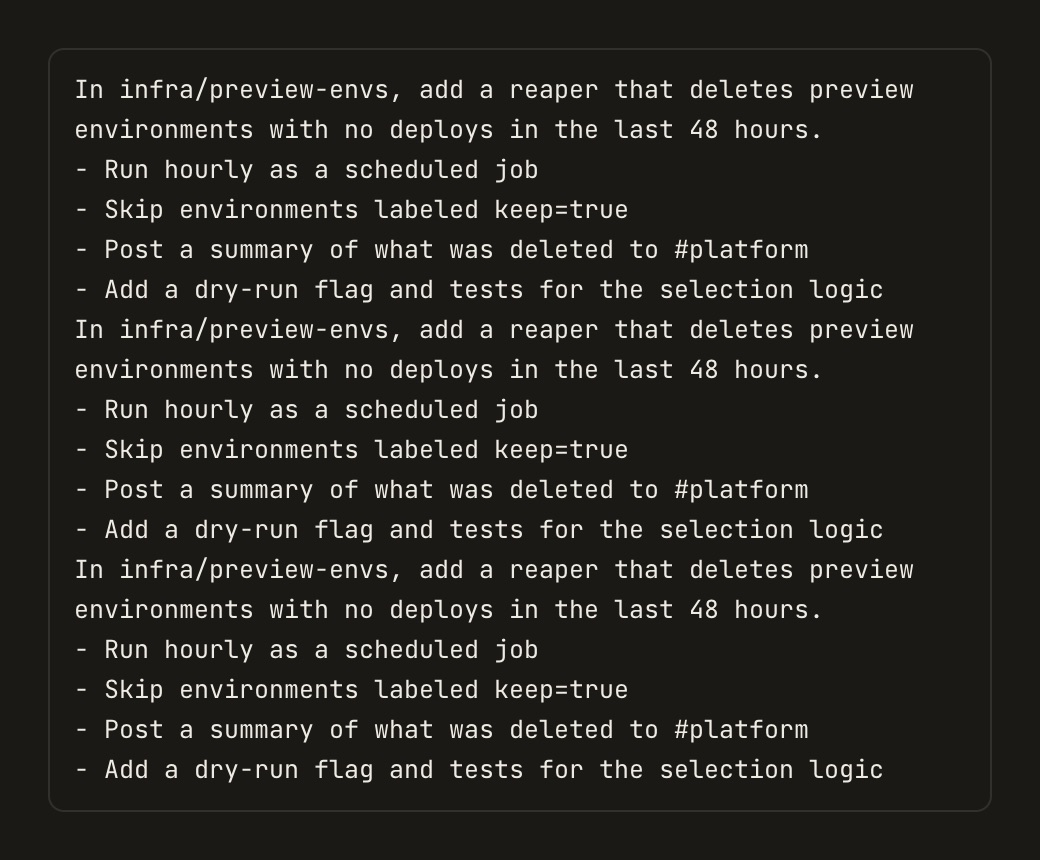 In infra/preview-envs, add a reaper that deletes preview
environments with no deploys in the last 48 hours.
- Run hourly as a scheduled job
- Skip environments labeled keep=true
- Post a summary of what was deleted to #platform
- Add a dry-run flag and tests for the selection logic
In infra/preview-envs, add a reaper that deletes preview
environments with no deploys in the last 48 hours.
- Run hourly as a scheduled job
- Skip environments labeled keep=true
- Post a summary of what was deleted to #platform
- Add a dry-run flag and tests for the selection logic
In infra/preview-envs, add a reaper that deletes preview
environments with no deploys in the last 48 hours.
- Run hourly as a scheduled job
- Skip environments labeled keep=true
- Post a summary of what was deleted to #platform
- Add a dry-run flag and tests for the selection logic